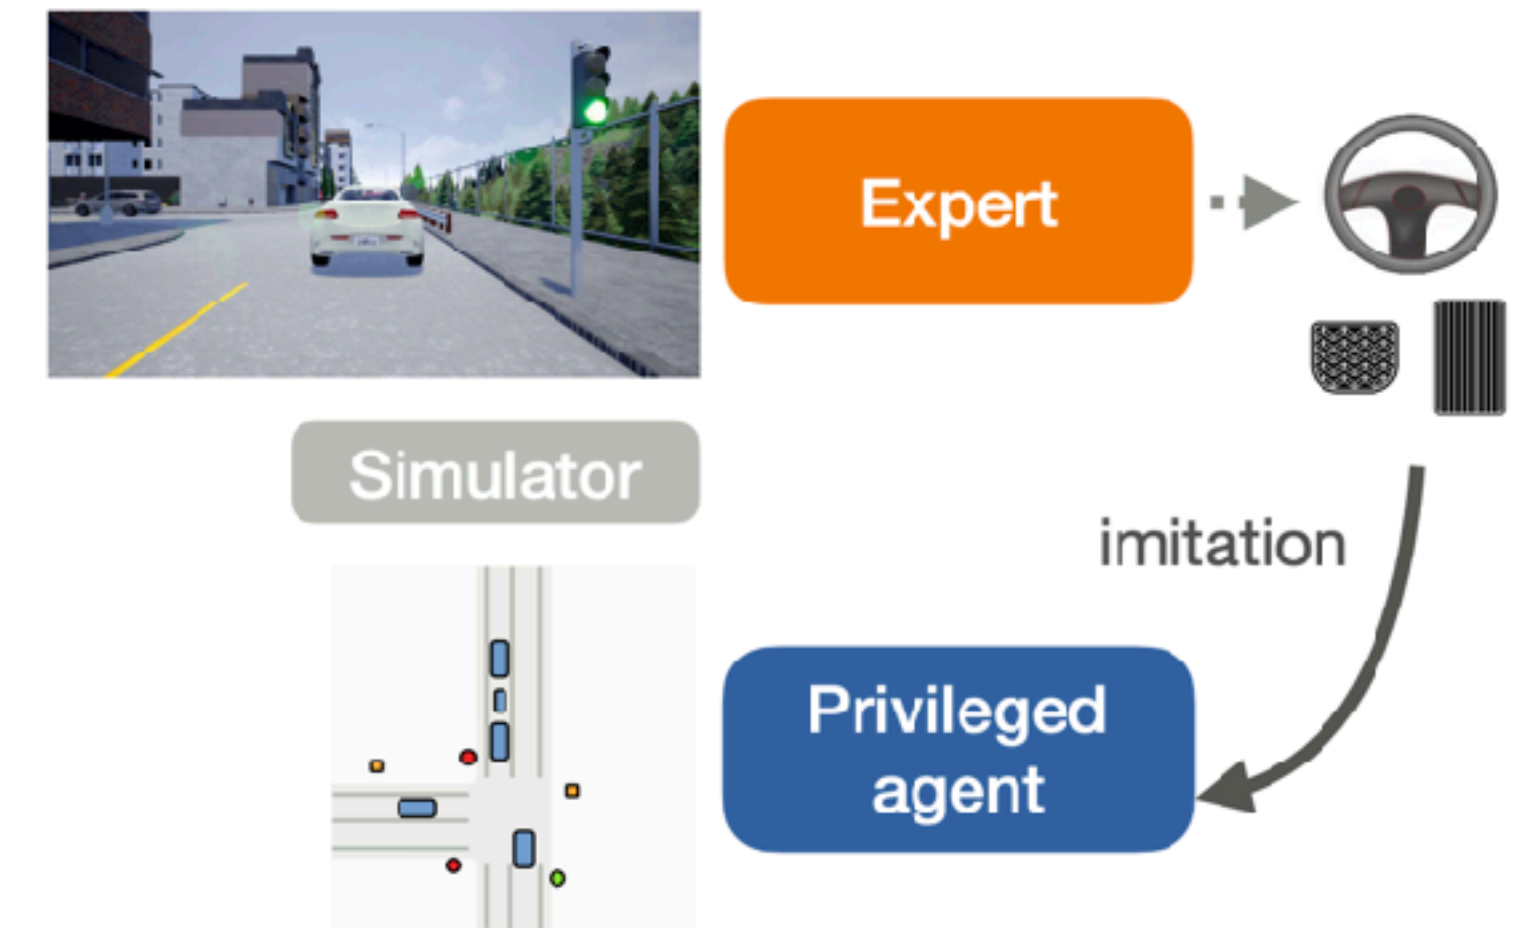 Expert
Simulator
imitation
Privileged
agent